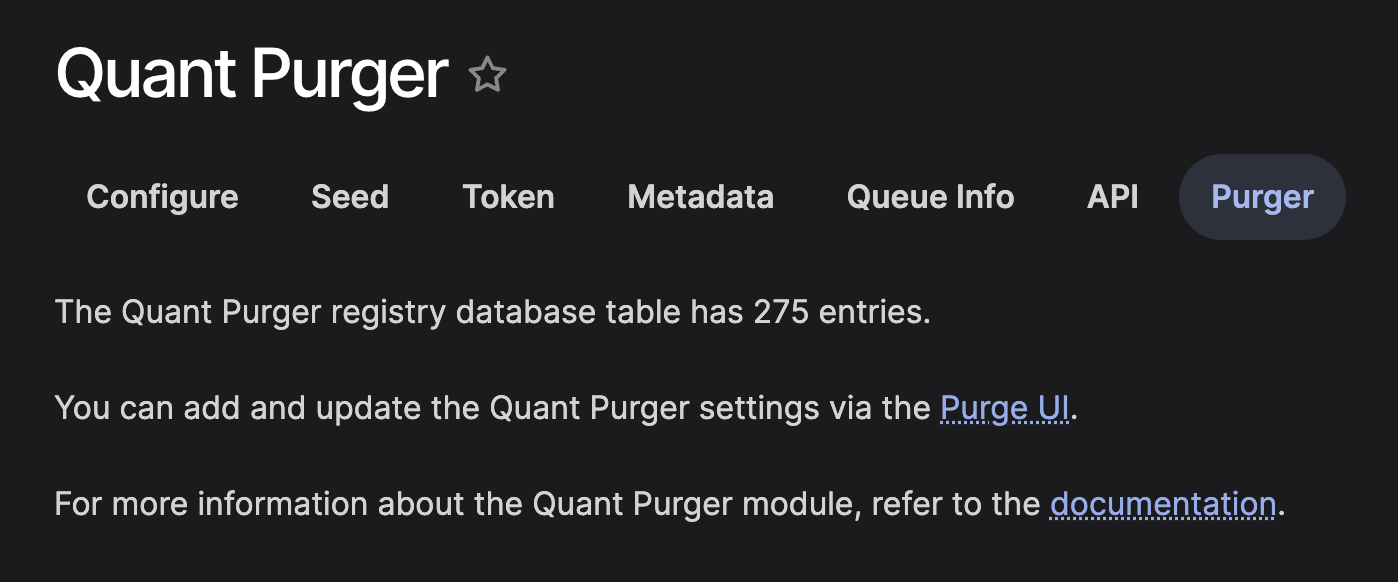 Quant Purger
Configure Seed Token Metadata Queue Info API Purger
The Quant Purger registry database table has 275 entries.
You can add and update the Quant Purger settings via the Purge UI.
For more information about the Quant Purger module, refer to the documentation.